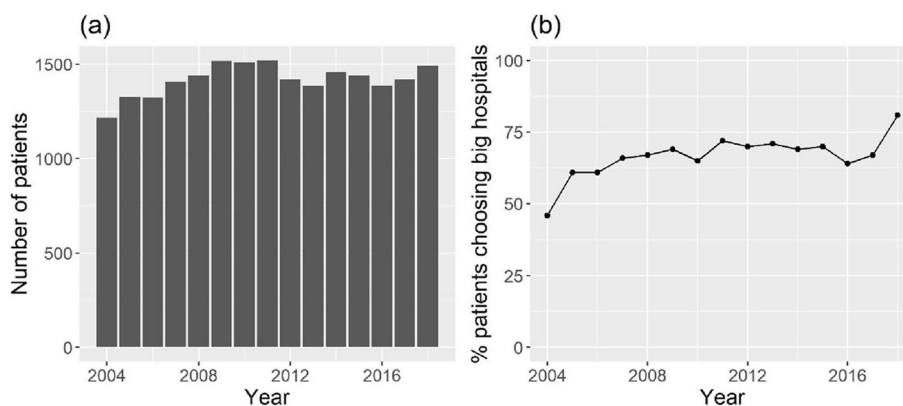 (a)
Number of patients
1500
1000
500
0
2004
2008
2012
2016
Year
(b)
% patients choosing big hospitals
100
75
50
25
0
2004
2008
2012
2016
Year